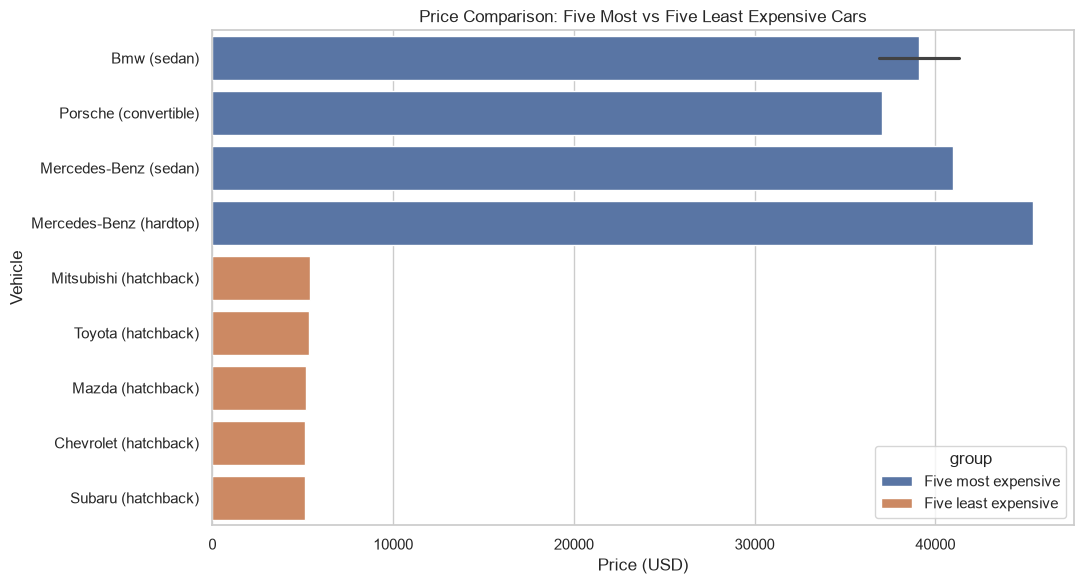 Price Comparison: Five Most vs Five Least Expensive Cars
Bmw (sedan)
Porsche (convertible)
Mercedes-Benz (sedan)
Mercedes-Benz (hardtop)
Mitsubishi (hatchback)
Toyota (hatchback)
Mazda (hatchback)
Chevrolet (hatchback)
Subaru (hatchback)
Vehicle
group
Five most expensive
Five least expensive
0 10000 20000 30000 40000
Price (USD)